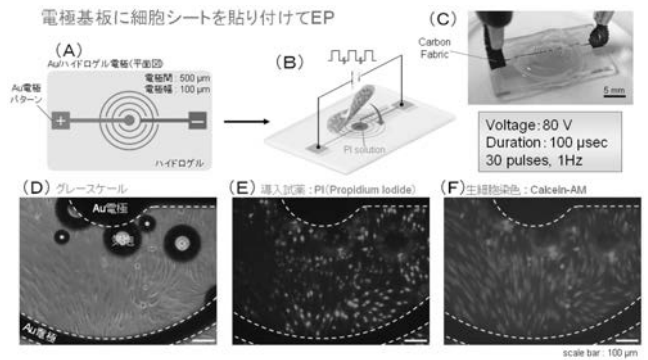 電極基板に細胞シートを貼り付けてEP
(A)
Au/ハイドロゲル電極(平面図)
電極間：500 μm
電極幅：100 μm
Au電極
パターン
＋
－
ハイドロゲル
(B)
PI solution
(C)
Carbon
Fabric
5 mm
Voltage: 80 V
Duration: 100 μsec
30 pulses, 1Hz
(D) グレースケール
Au電極
気泡
Au電極
(E) 導入試薬：PI(Propidium Iodide)
(F) 生細胞染色：Calcein-AM
scale bar : 100 μm